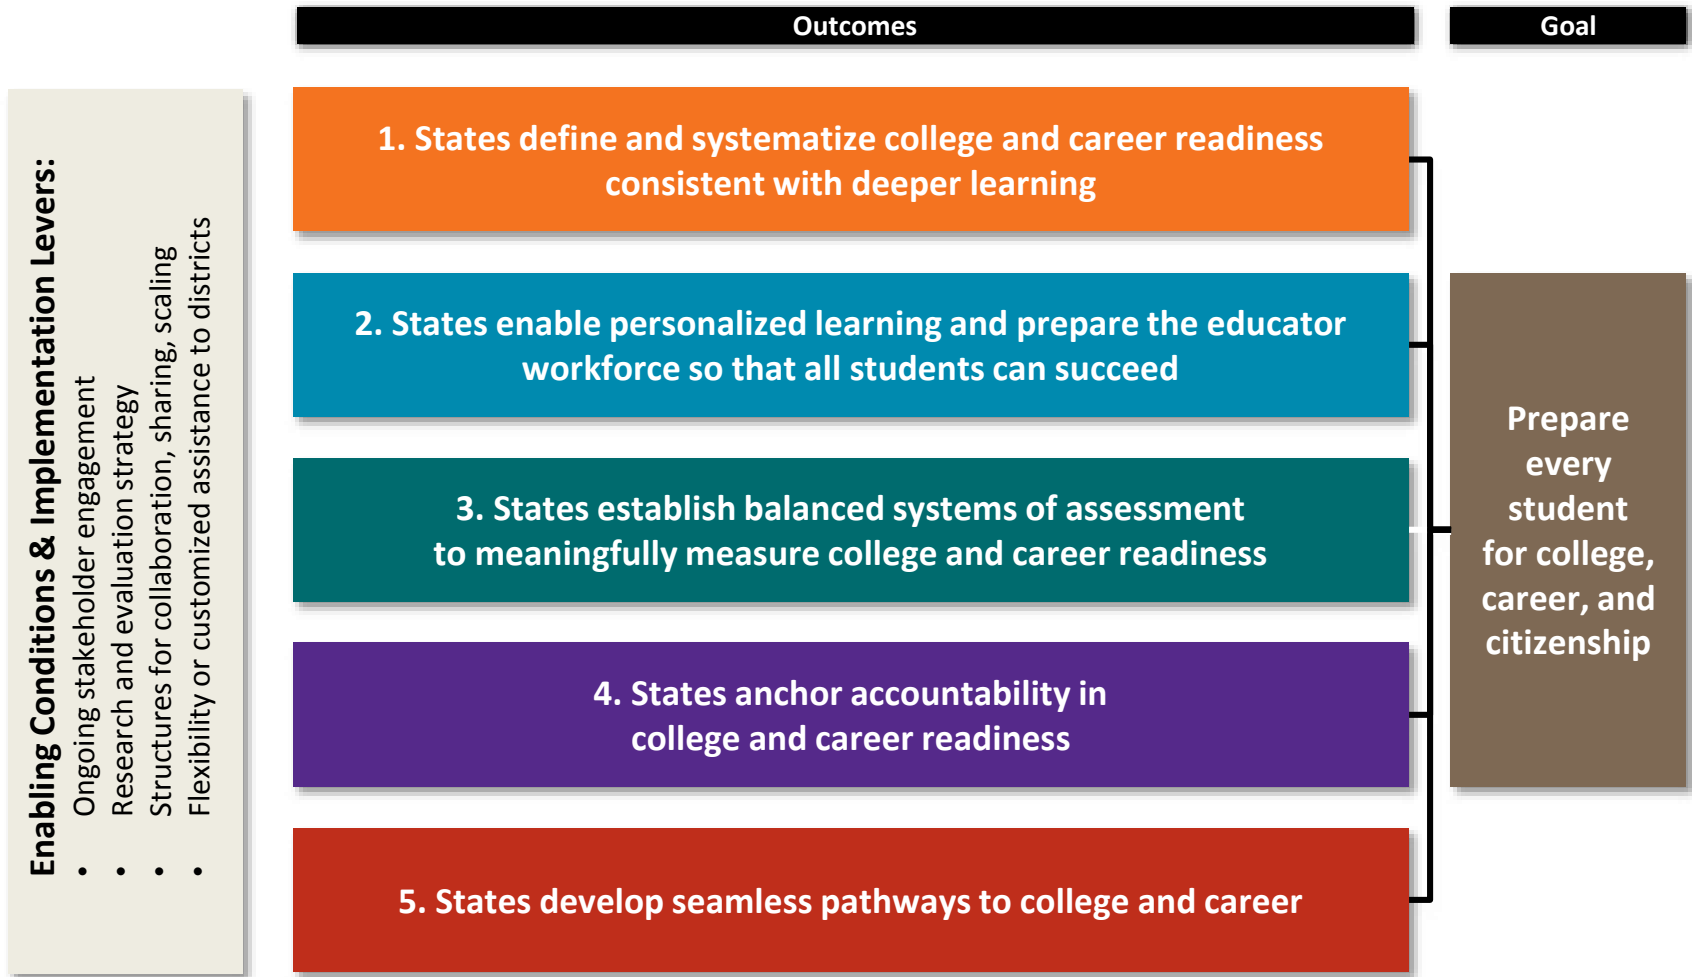 Outcomes
Goal
Enabling Conditions & Implementation Levers:
• Ongoing stakeholder engagement
• Research and evaluation strategy
• Structures for collaboration, sharing, scaling
• Flexibility or customized assistance to districts
1. States define and systematize college and career readiness
consistent with deeper learning
2. States enable personalized learning and prepare the educator
workforce so that all students can succeed
3. States establish balanced systems of assessment
to meaningfully measure college and career readiness
4. States anchor accountability in
college and career readiness
5. States develop seamless pathways to college and career
Prepare
every
student
for college,
career, and
citizenship